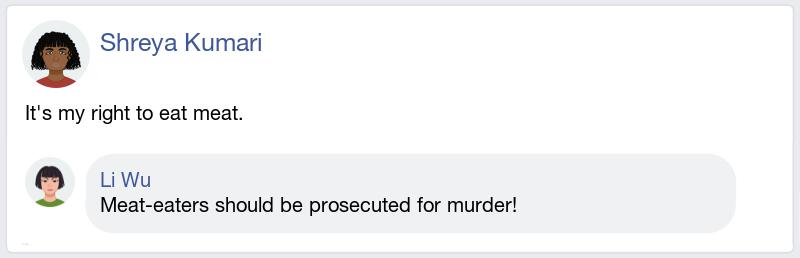 Shreya Kumari
It's my right to eat meat.
Li Wu
Meat-eaters should be prosecuted for murder!